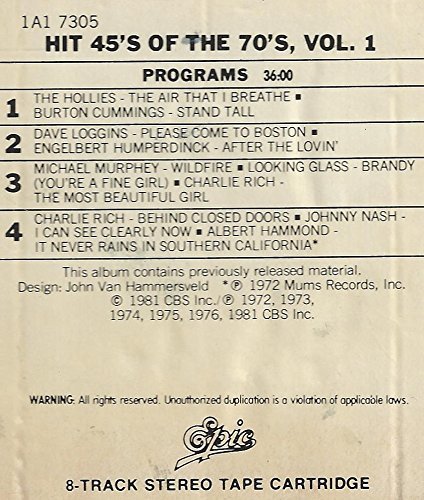 1A1 7305
HIT 45'S OF THE 70'S, VOL. 1
PROGRAMS 36:00
1 THE HOLLIES - THE AIR THAT I BREATHE ■
BURTON CUMMINGS - STAND TALL
2 DAVE LOGGINS - PLEASE COME TO BOSTON ■
ENGELBERT HUMPERDINCK - AFTER THE LOVIN'
3 MICHAEL MURPHEY - WILDFIRE ■ LOOKING GLASS - BRANDY
(YOU'RE A FINE GIRL) ■ CHARLIE RICH -
THE MOST BEAUTIFUL GIRL
4 CHARLIE RICH - BEHIND CLOSED DOORS ■ JOHNNY NASH -
I CAN SEE CLEARLY NOW ■ ALBERT HAMMOND -
IT NEVER RAINS IN SOUTHERN CALIFORNIA*
This album contains previously released material.
Design: John Van Hammersveld *℗ 1972 Mums Records, Inc.
© 1981 CBS Inc./℗ 1972, 1973,
1974, 1975, 1976, 1981 CBS Inc.
WARNING: All rights reserved. Unauthorized duplication is a violation of applicable laws.
Epic
8-TRACK STEREO TAPE CARTRIDGE